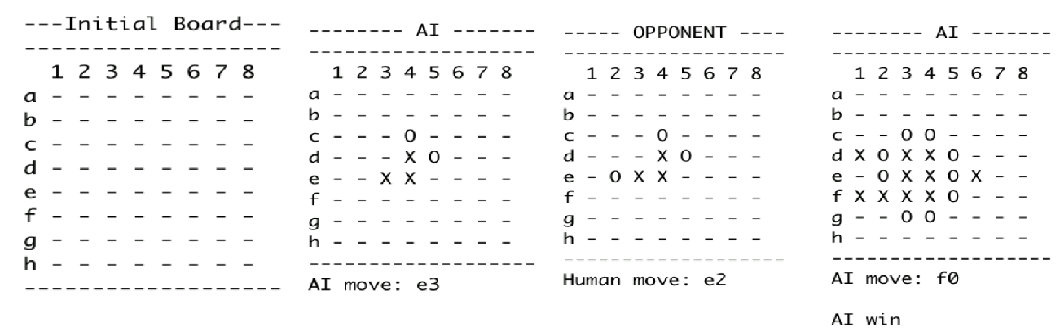 ---Initial Board---
-------------------
  1 2 3 4 5 6 7 8
a - - - - - - - -
b - - - - - - - -
c - - - - - - - -
d - - - - - - - -
e - - - - - - - -
f - - - - - - - -
g - - - - - - - -
h - - - - - - - -
-------------------
-------- AI -------
-------------------
  1 2 3 4 5 6 7 8
a - - - - - - - -
b - - - - - - - -
c - - - O - - - -
d - - - X O - - -
e - - X X - - - -
f - - - - - - - -
g - - - - - - - -
h - - - - - - - -
-------------------
AI move: e3
----- OPPONENT ----
-------------------
  1 2 3 4 5 6 7 8
a - - - - - - - -
b - - - - - - - -
c - - - O - - - -
d - - - X O - - -
e - O X X - - - -
f - - - - - - - -
g - - - - - - - -
h - - - - - - - -
-------------------
Human move: e2
-------- AI -------
-------------------
  1 2 3 4 5 6 7 8
a - - - - - - - -
b - - - - - - - -
c - - O O - - - -
d X O X X O - - -
e - O X X O X - -
f X X X X O - - -
g - - O O - - - -
h - - - - - - - -
-------------------
AI move: f0
AI win